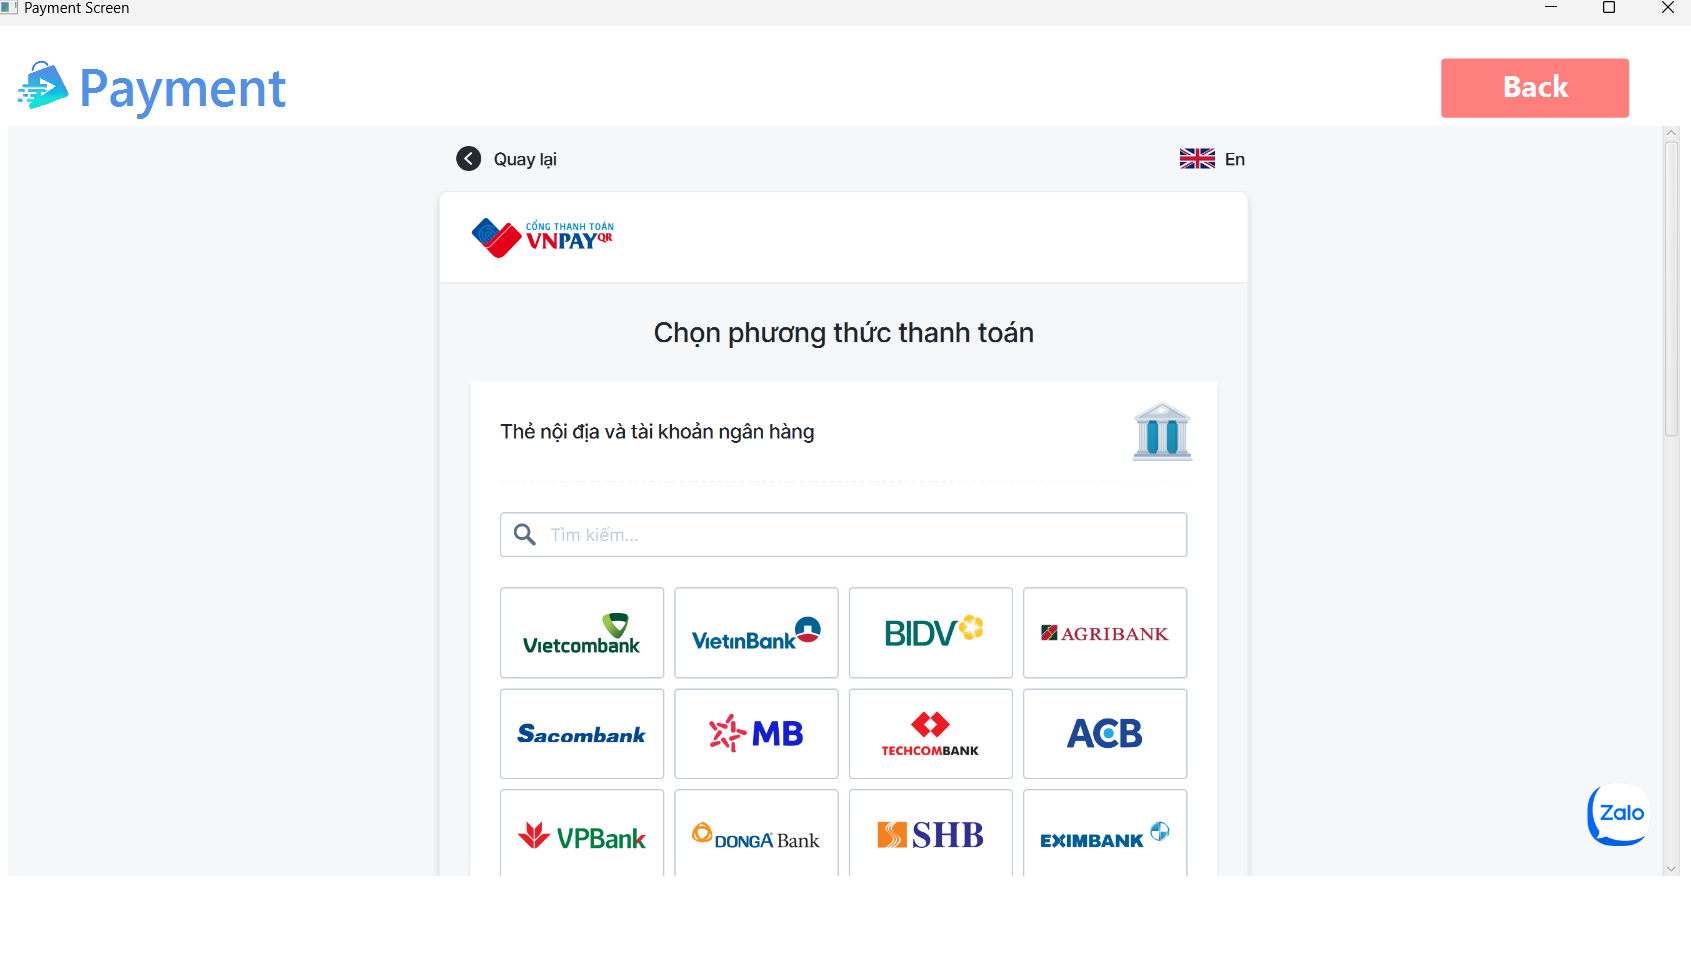 Payment Screen
Payment
Back
Quay lại
En
CỔNG THANH TOÁN
VNPAYQR
Chọn phương thức thanh toán
Thẻ nội địa và tài khoản ngân hàng
Tìm kiếm...
Vietcombank
VietinBank
BIDV
AGRIBANK
Sacombank
MB
TECHCOMBANK
ACB
VPBank
DONGA Bank
SHB
EXIMBANK
Zalo